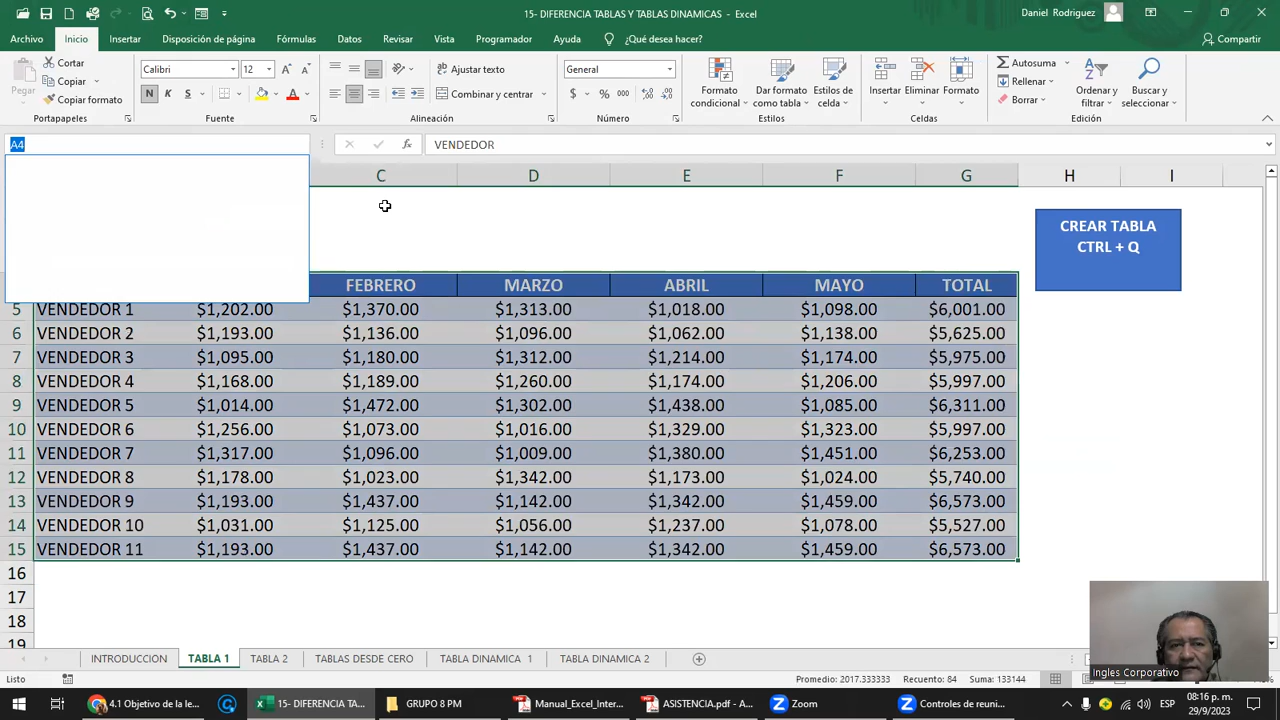 15- DIFERENCIA TABLAS Y TABLAS DINAMICAS - Excel
Daniel Rodriguez
Archivo Inicio Insertar Disposición de página Fórmulas Datos Revisar Vista Programador Ayuda ¿Qué desea hacer? Compartir
Pegar
Cortar
Copiar
Copiar formato
Portapapeles
Calibri 12
N K S
Fuente
Ajustar texto
Combinar y centrar
Alineación
General
$ % 000
Número
Formato condicional
Dar formato como tabla
Estilos de celda
Estilos
Insertar Eliminar Formato
Celdas
Autosuma
Rellenar
Borrar
Ordenar y filtrar
Buscar y seleccionar
Edición
A4 fx VENDEDOR
C D E F G H I
CREAR TABLA
CTRL + Q
FEBRERO MARZO ABRIL MAYO TOTAL
5 VENDEDOR 1 $1,202.00 $1,370.00 $1,313.00 $1,018.00 $1,098.00 $6,001.00
6 VENDEDOR 2 $1,193.00 $1,136.00 $1,096.00 $1,062.00 $1,138.00 $5,625.00
7 VENDEDOR 3 $1,095.00 $1,180.00 $1,312.00 $1,214.00 $1,174.00 $5,975.00
8 VENDEDOR 4 $1,168.00 $1,189.00 $1,260.00 $1,174.00 $1,206.00 $5,997.00
9 VENDEDOR 5 $1,014.00 $1,472.00 $1,302.00 $1,438.00 $1,085.00 $6,311.00
10 VENDEDOR 6 $1,256.00 $1,073.00 $1,016.00 $1,329.00 $1,323.00 $5,997.00
11 VENDEDOR 7 $1,317.00 $1,096.00 $1,009.00 $1,380.00 $1,451.00 $6,253.00
12 VENDEDOR 8 $1,178.00 $1,023.00 $1,342.00 $1,173.00 $1,024.00 $5,740.00
13 VENDEDOR 9 $1,193.00 $1,437.00 $1,142.00 $1,342.00 $1,459.00 $6,573.00
14 VENDEDOR 10 $1,031.00 $1,125.00 $1,056.00 $1,237.00 $1,078.00 $5,527.00
15 VENDEDOR 11 $1,193.00 $1,437.00 $1,142.00 $1,342.00 $1,459.00 $6,573.00
16
17
18
19
INTRODUCCION TABLA 1 TABLA 2 TABLAS DESDE CERO TABLA DINAMICA 1 TABLA DINAMICA 2
Ingles Corporativo
Listo Promedio: 2017.333333 Recuento: 84 Suma: 133144
4.1 Objetivo de la le... 15- DIFERENCIA TA... GRUPO 8 PM Manual_Excel_Inter... ASISTENCIA.pdf - A... Zoom Controles de reuni... ESP 08:16 p. m.
29/9/2023